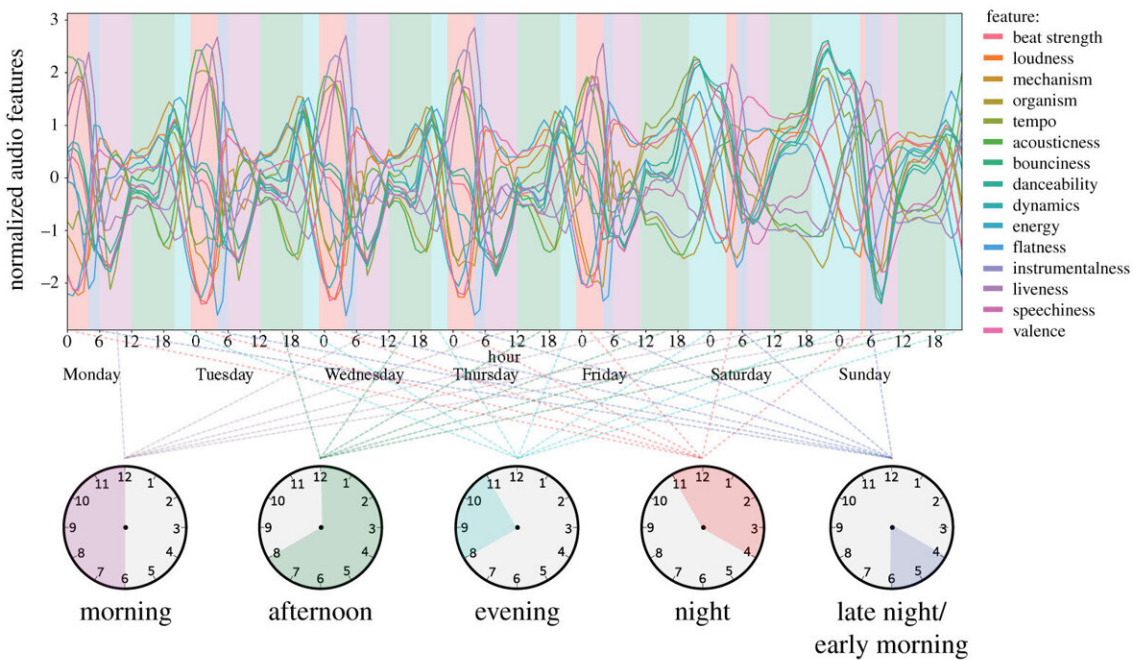 normalized audio features
3
2
1
0
−1
−2
0 6 12 18 0 6 12 18 0 6 12 18 0 6 12 18 0 6 12 18 0 6 12 18 0 6 12 18
hour
Monday Tuesday Wednesday Thursday Friday Saturday Sunday
feature:
beat strength
loudness
mechanism
organism
tempo
acousticness
bounciness
danceability
dynamics
energy
flatness
instrumentalness
liveness
speechiness
valence
12 1 2 3 4 5 6 7 8 9 10 11
morning
12 1 2 3 4 5 6 7 8 9 10 11
afternoon
12 1 2 3 4 5 6 7 8 9 10 11
evening
12 1 2 3 4 5 6 7 8 9 10 11
night
12 1 2 3 4 5 6 7 8 9 10 11
late night/
early morning